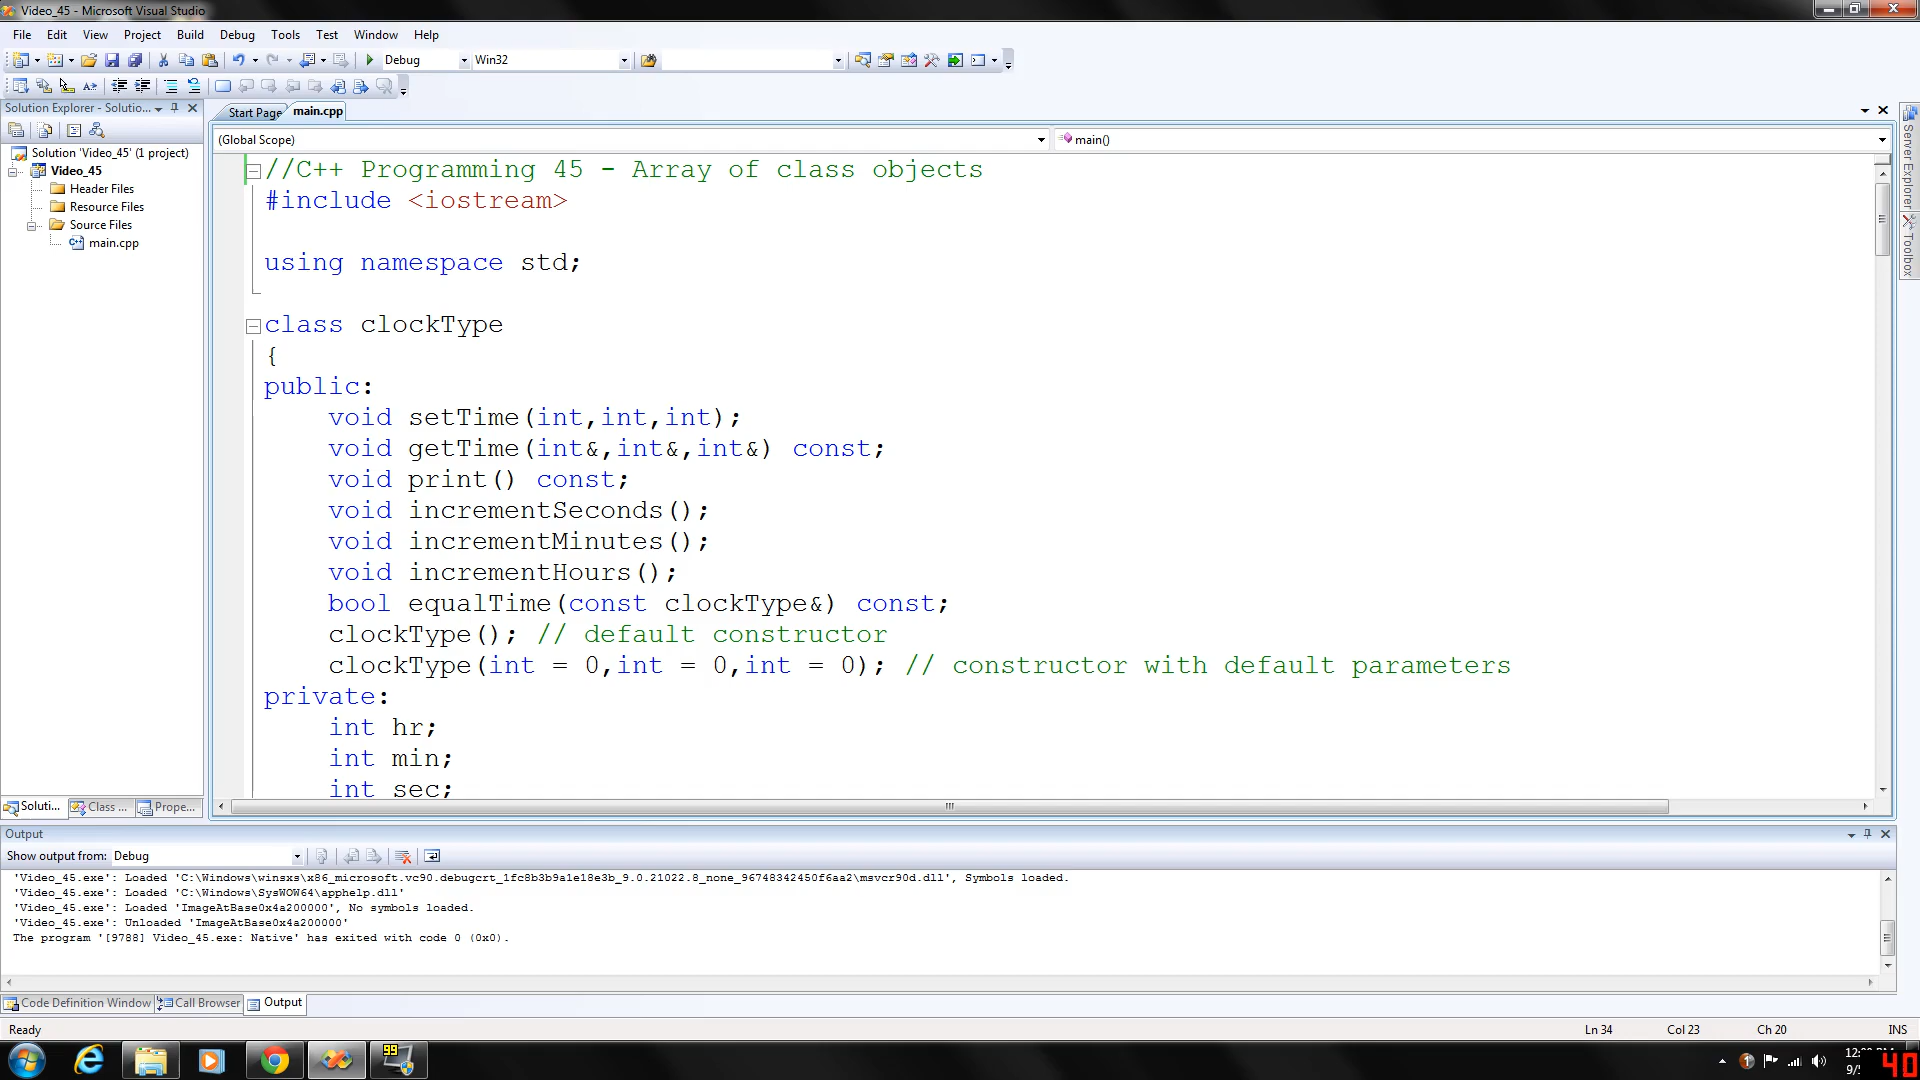 Video_45 - Microsoft Visual Studio
File Edit View Project Build Debug Tools Test Window Help
Debug Win32
Solution Explorer - Solutio...
Start Page main.cpp
(Global Scope) main()
Solution 'Video_45' (1 project)
Video_45
Header Files
Resource Files
Source Files
main.cpp
//C++ Programming 45 - Array of class objects
#include <iostream>
using namespace std;
class clockType
{
public:
void setTime(int,int,int);
void getTime(int&,int&,int&) const;
void print() const;
void incrementSeconds();
void incrementMinutes();
void incrementHours();
bool equalTime(const clockType&) const;
clockType(); // default constructor
clockType(int = 0,int = 0,int = 0); // constructor with default parameters
private:
int hr;
int min;
int sec;
Server Explorer
Toolbox
Soluti... Class ... Prope...
Output
Show output from: Debug
'Video_45.exe': Loaded 'C:\Windows\winsxs\x86_microsoft.vc90.debugcrt_1fc8b3b9a1e18e3b_9.0.21022.8_none_96748342450f6aa2\msvcr90d.dll', Symbols loaded.
'Video_45.exe': Loaded 'C:\Windows\SysWOW64\apphelp.dll'
'Video_45.exe': Loaded 'ImageAtBase0x4a200000', No symbols loaded.
'Video_45.exe': Unloaded 'ImageAtBase0x4a200000'
The program '[9788] Video_45.exe: Native' has exited with code 0 (0x0).
Code Definition Window Call Browser Output
Ready Ln 34 Col 23 Ch 20 INS
99
40